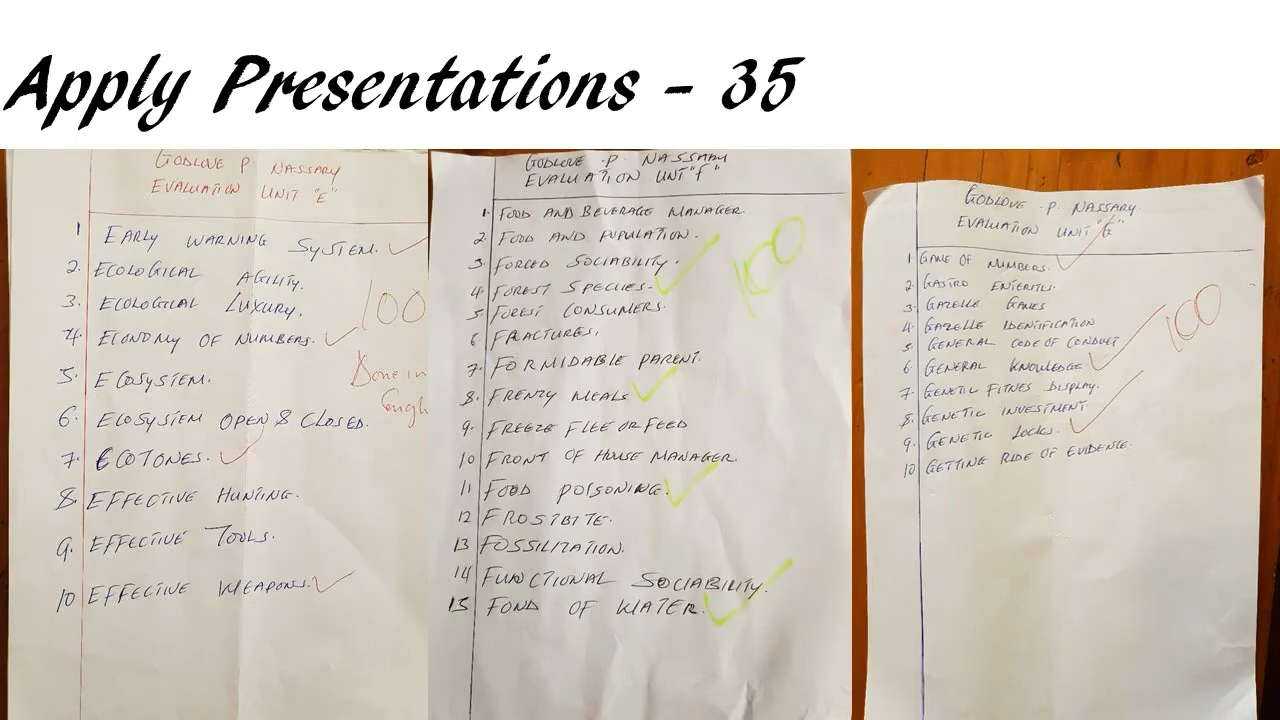 Apply Presentations - 35
GODLOVE P. NASSARY
EVALUATION UNIT "E"
1 EARLY WARNING SYSTEM.
2. ECOLOGICAL AGILITY.
3. ECOLOGICAL LUXURY.
4. ECONOMY OF NUMBERS.
5. ECOSYSTEM.
6. ECOSYSTEM OPEN & CLOSED.
7. ECOTONES.
8. EFFECTIVE HUNTING.
9. EFFECTIVE TOOLS.
10 EFFECTIVE WEAPONS.
100
Done in
GODLOVE .P. NASSARY
EVALUATION UNIT "F"
1. FOOD AND BEVERAGE MANAGER.
2. FOOD AND PUPULATION.
3. FORCED SOCIABILITY.
4. FOREST SPECIES.
5. FOREST CONSUMERS.
6. FRACTURES.
7. FORMIDABLE PARENT.
8. FRENZY MEALS
9. FREEZE FLEE OR FEED
10 FRONT OF HOUSE MANAGER.
11 FOOD POISONING.
12 FROSTBITE.
13 FOSSILIZATION.
14 FUNCTIONAL SOCIABILITY.
15 FOND OF WATER.
100
GODLOVE .P. NASSARY
EVALUATION UNIT "G"
1 GAME OF NUMBERS.
2. GASTRO ENTERITIS.
3. GAZELLE GANES
4 GAZELLE IDENTIFICATION
5 GENERAL CODE OF CONDUCT
6. GENERAL KNOWLEDGE
7. GENETIC FITNES DISPLAY.
8. GENETIC INVESTMENT
9. GENETIC LOCKS.
10 GETTING RIDE OF EVIDENCE.
100